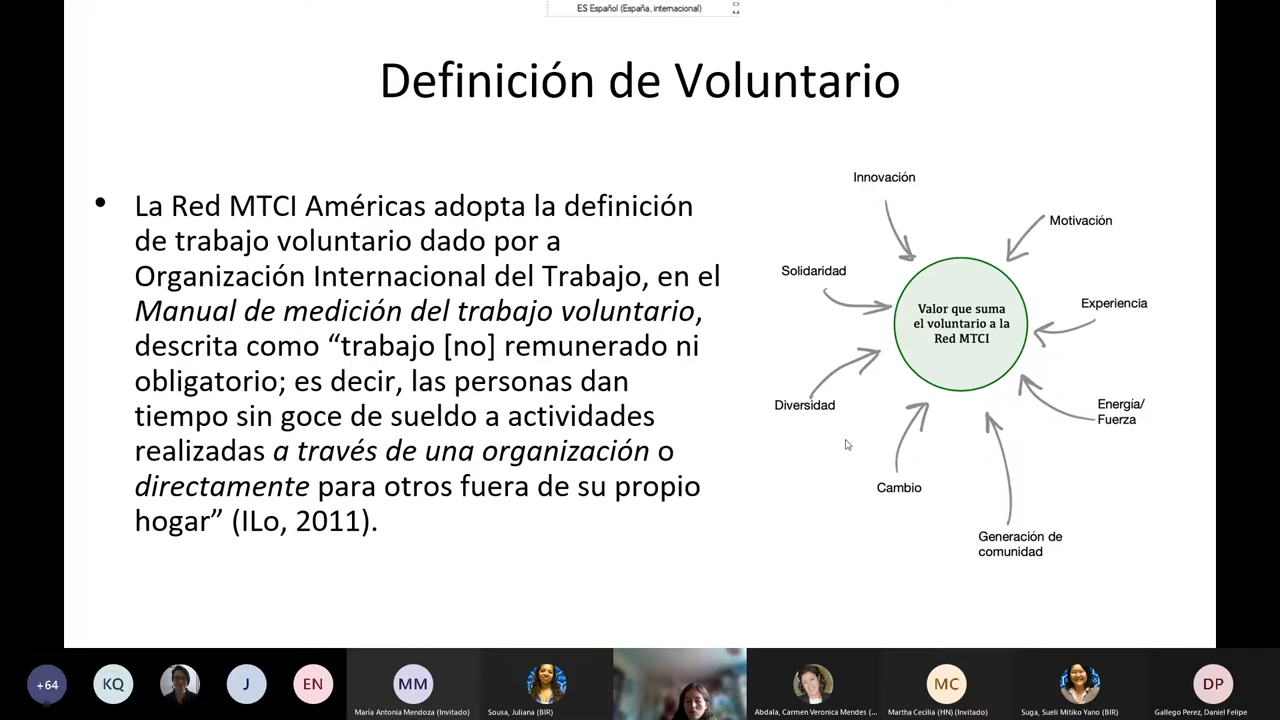 ES Español (España, internacional)
Definición de Voluntario
• La Red MTCI Américas adopta la definición
de trabajo voluntario dado por a
Organización Internacional del Trabajo, en el
Manual de medición del trabajo voluntario,
descrita como “trabajo [no] remunerado ni
obligatorio; es decir, las personas dan
tiempo sin goce de sueldo a actividades
realizadas a través de una organización o
directamente para otros fuera de su propio
hogar” (ILo, 2011).
Innovación
Motivación
Solidaridad
Experiencia
Valor que suma
el voluntario a la
Red MTCI
Diversidad
Energía/
Fuerza
Cambio
Generación de
comunidad
+64
KQ
J
EN
MM
MC
DP
María Antonia Mendoza (Invitado)
Sousa, Juliana (BIR)
Abdala, Carmen Veronica Mendes (...
Martha Cecilia (HN) (Invitado)
Suga, Sueli Mitiko Yano (BIR)
Gallego Perez, Daniel Felipe